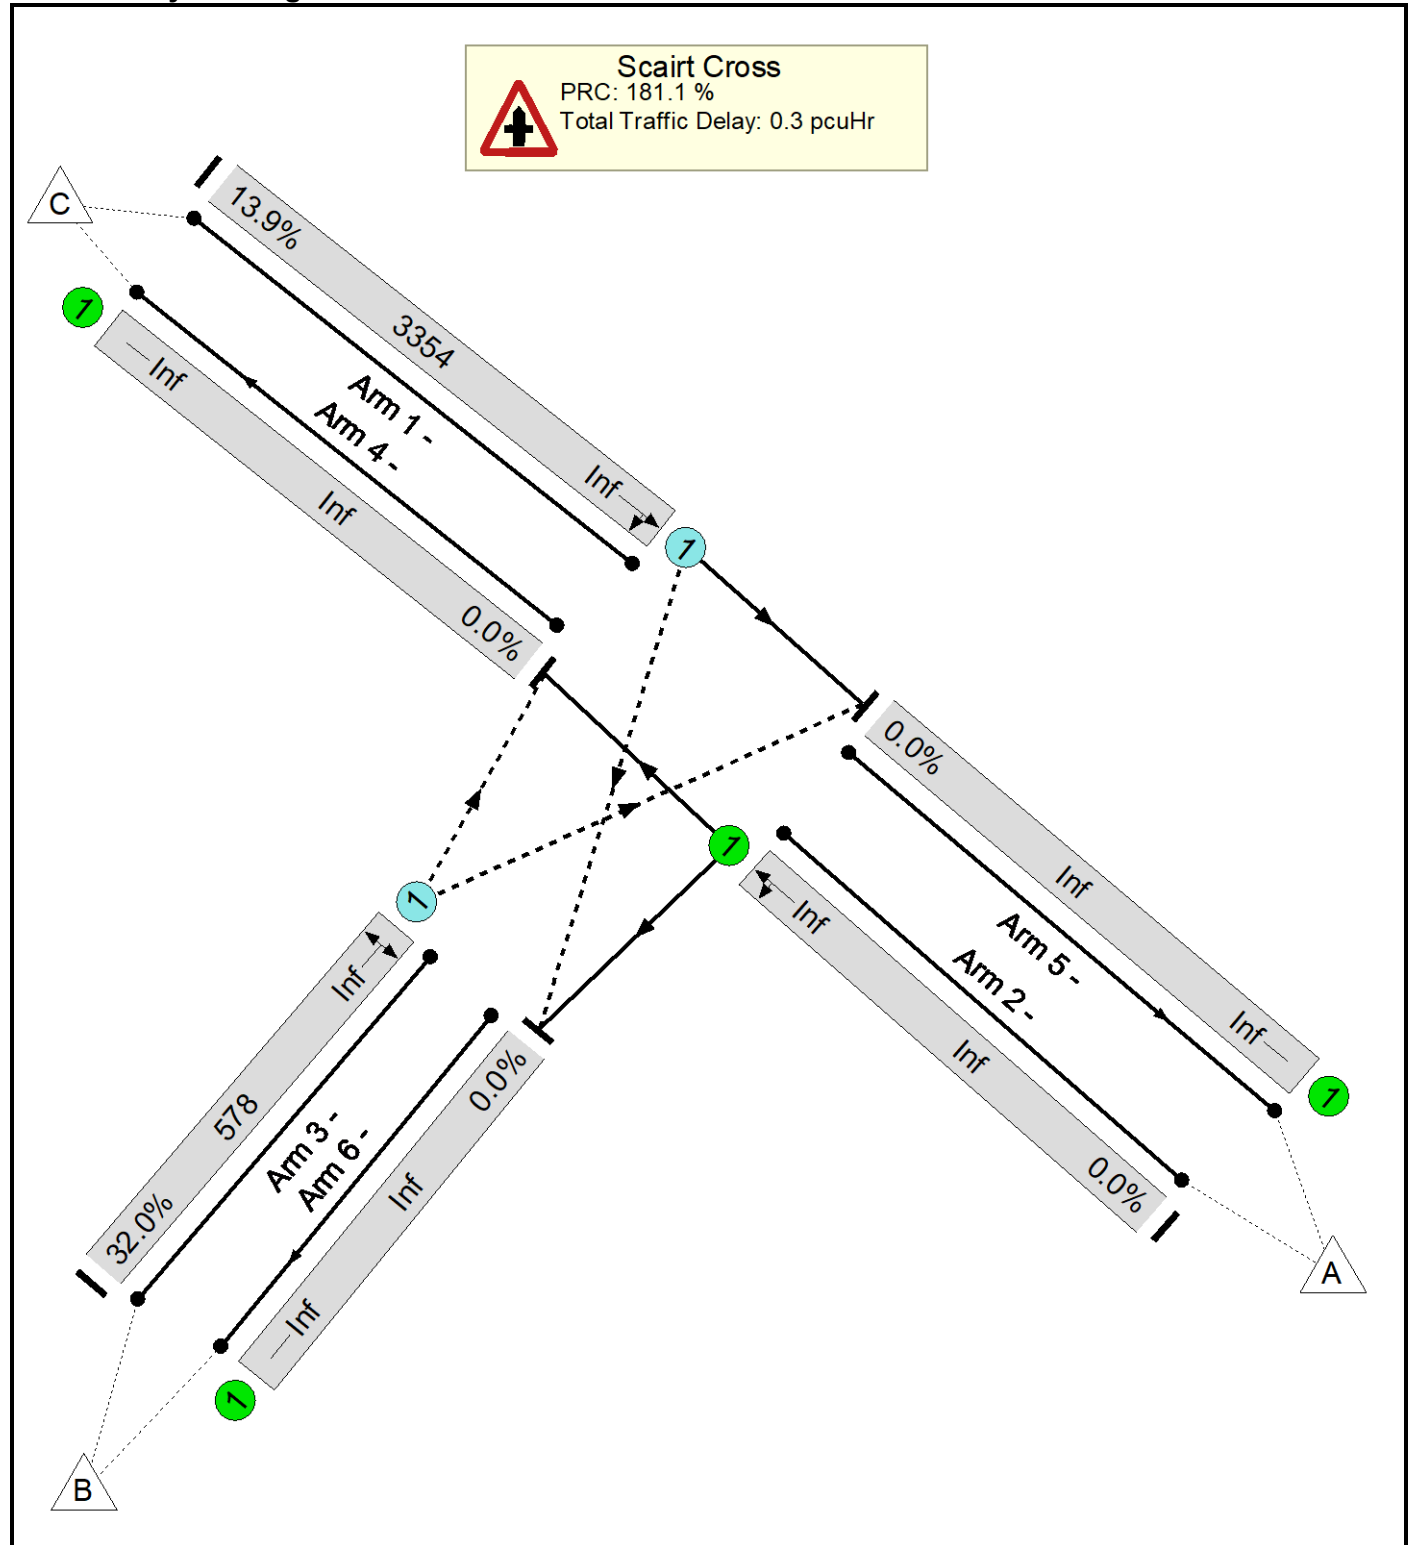 Scairt Cross
PRC: 181.1 %
Total Traffic Delay: 0.3 pcuHr
C
13.9%
3354
Inf
1
1
Inf
Inf
0.0%
Arm 1 -
Arm 4 -
0.0%
Inf
Inf
1
Arm 5 -
Arm 2 -
1
Inf
Inf
0.0%
A
1
Inf
578
32.0%
Arm 3 -
Arm 6 -
0.0%
Inf
Inf
1
B